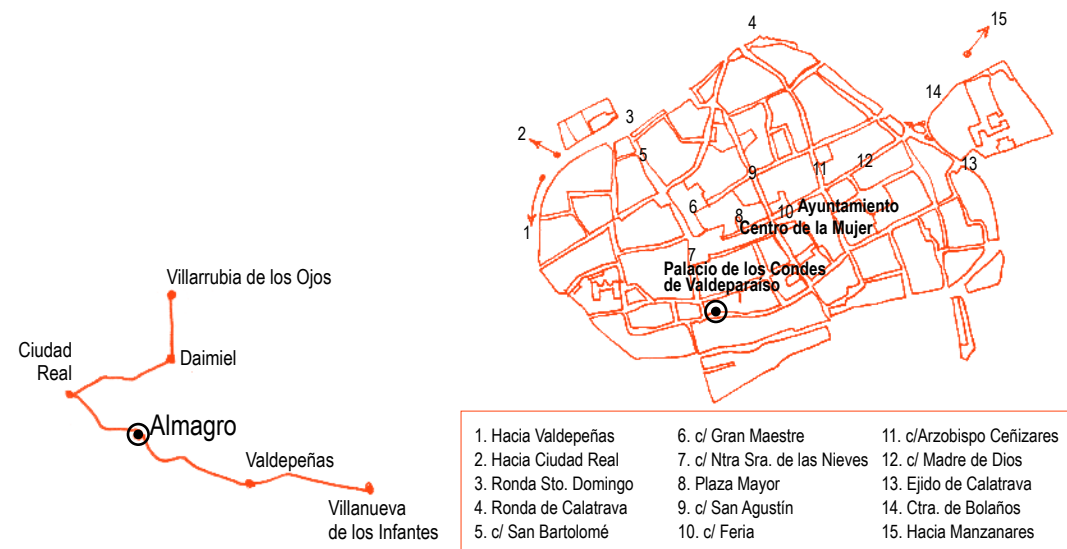 4
15
14
3
2
5
13
12
11
9
6
10
8
Ayuntamiento
Centro de la Mujer
1
7
Palacio de los Condes
de Valdeparaíso
Villarrubia de los Ojos
Daimiel
Ciudad
Real
Almagro
Valdepeñas
Villanueva
de los Infantes
1. Hacia Valdepeñas
2. Hacia Ciudad Real
3. Ronda Sto. Domingo
4. Ronda de Calatrava
5. c/ San Bartolomé
6. c/ Gran Maestre
7. c/ Ntra Sra. de las Nieves
8. Plaza Mayor
9. c/ San Agustín
10. c/ Feria
11. c/Arzobispo Ceñizares
12. c/ Madre de Dios
13. Ejido de Calatrava
14. Ctra. de Bolaños
15. Hacia Manzanares